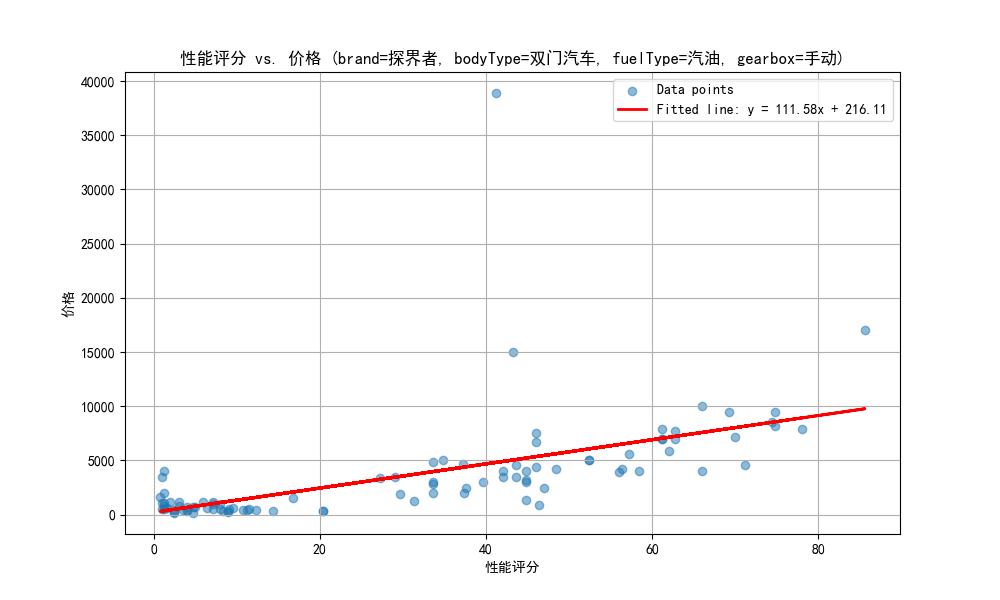 性能评分 vs. 价格 (brand=探界者, bodyType=双门汽车, fuelType=汽油, gearbox=手动)
Data points
Fitted line: y = 111.58x + 216.11
40000
35000
30000
25000
20000
15000
10000
5000
0
价格
0 20 40 60 80
性能评分